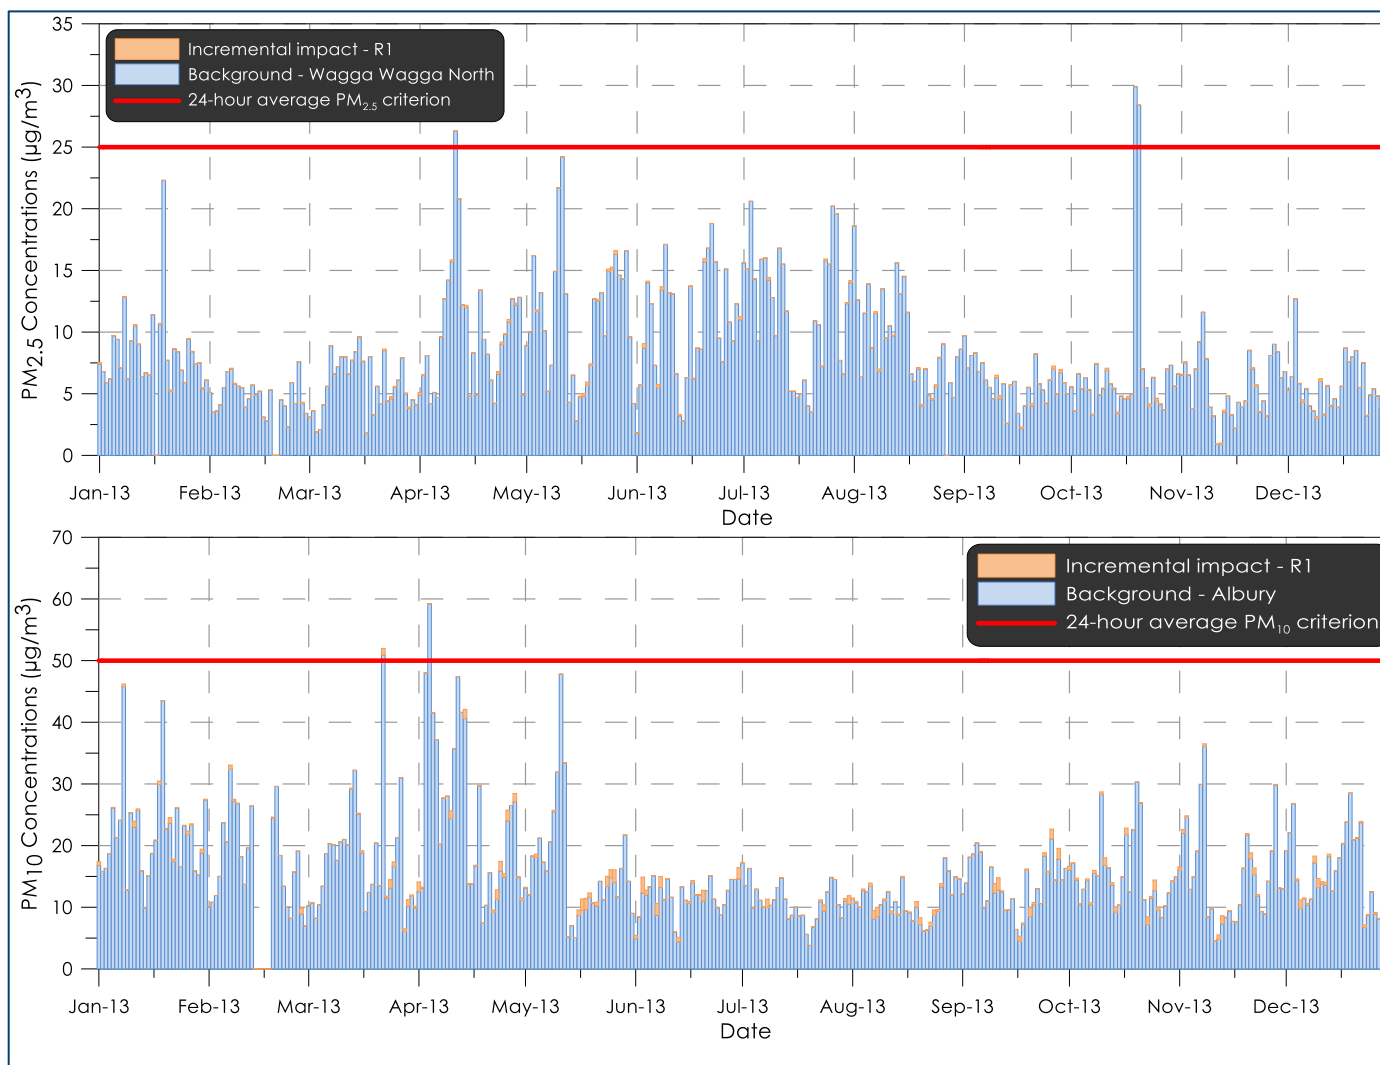 35
30
25
20
15
10
5
0
PM2.5 Concentrations (µg/m3)
Incremental impact - R1
Background - Wagga Wagga North
24-hour average PM2.5 criterion
Jan-13 Feb-13 Mar-13 Apr-13 May-13 Jun-13 Jul-13 Aug-13 Sep-13 Oct-13 Nov-13 Dec-13
Date
70
60
50
40
30
20
10
0
PM10 Concentrations (µg/m3)
Incremental impact - R1
Background - Albury
24-hour average PM10 criterion
Jan-13 Feb-13 Mar-13 Apr-13 May-13 Jun-13 Jul-13 Aug-13 Sep-13 Oct-13 Nov-13 Dec-13
Date